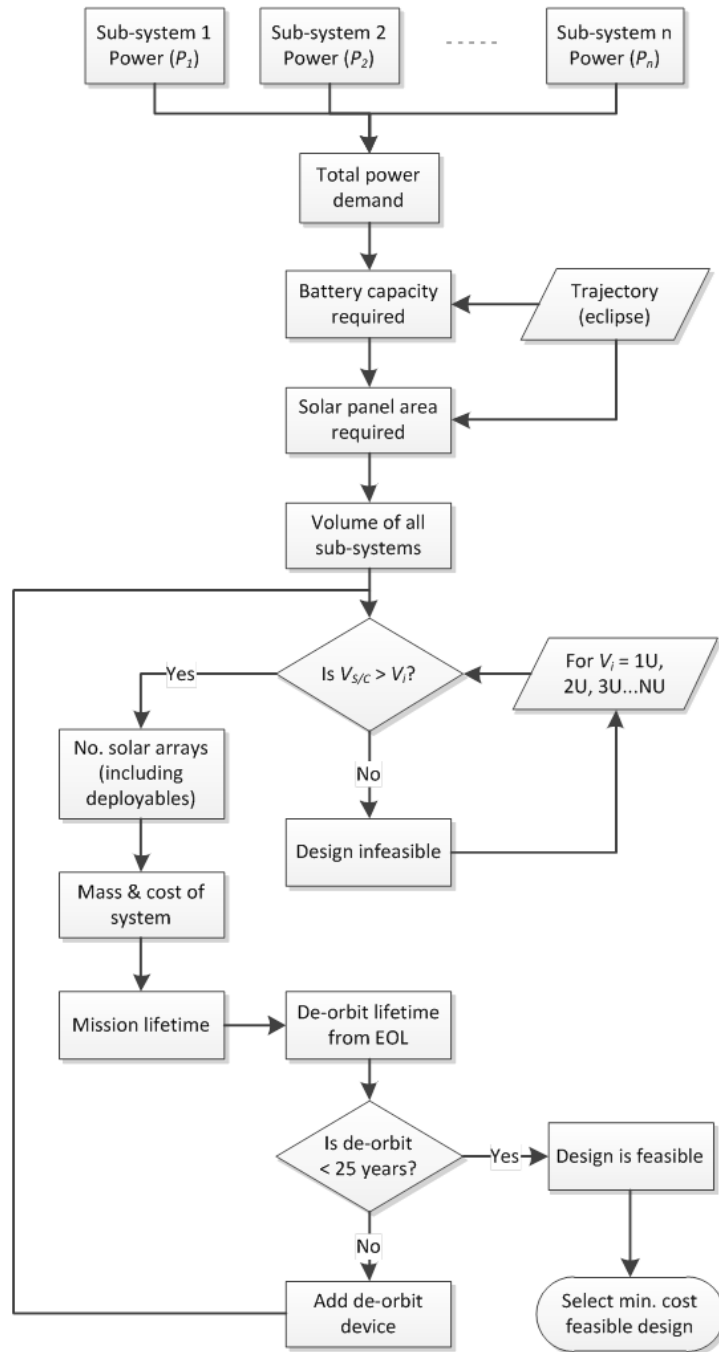 Sub-system 1
Power (P1)
Sub-system 2
Power (P2)
Sub-system n
Power (Pn)
Total power
demand
Battery capacity
required
Trajectory
(eclipse)
Solar panel area
required
Volume of all
sub-systems
Is VS/C > Vi?
For Vi = 1U,
2U, 3U...NU
Yes
No. solar arrays
(including
deployables)
No
Design infeasible
Mass & cost of
system
Mission lifetime
De-orbit lifetime
from EOL
Is de-orbit
< 25 years?
Yes
Design is feasible
No
Add de-orbit
device
Select min. cost
feasible design